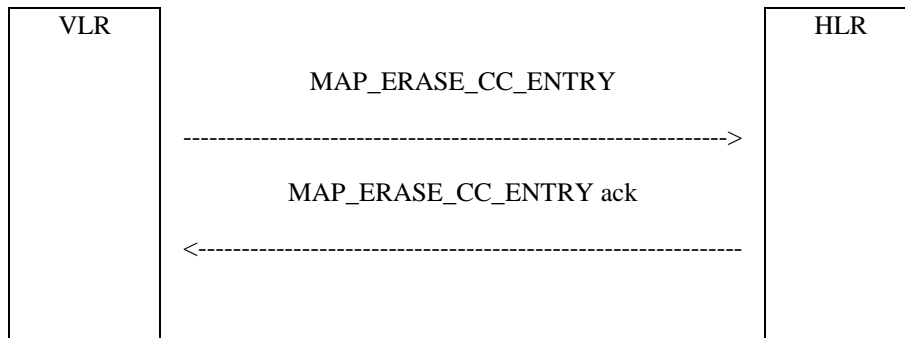 VLR
HLR
MAP_ERASE_CC_ENTRY
MAP_ERASE_CC_ENTRY ack